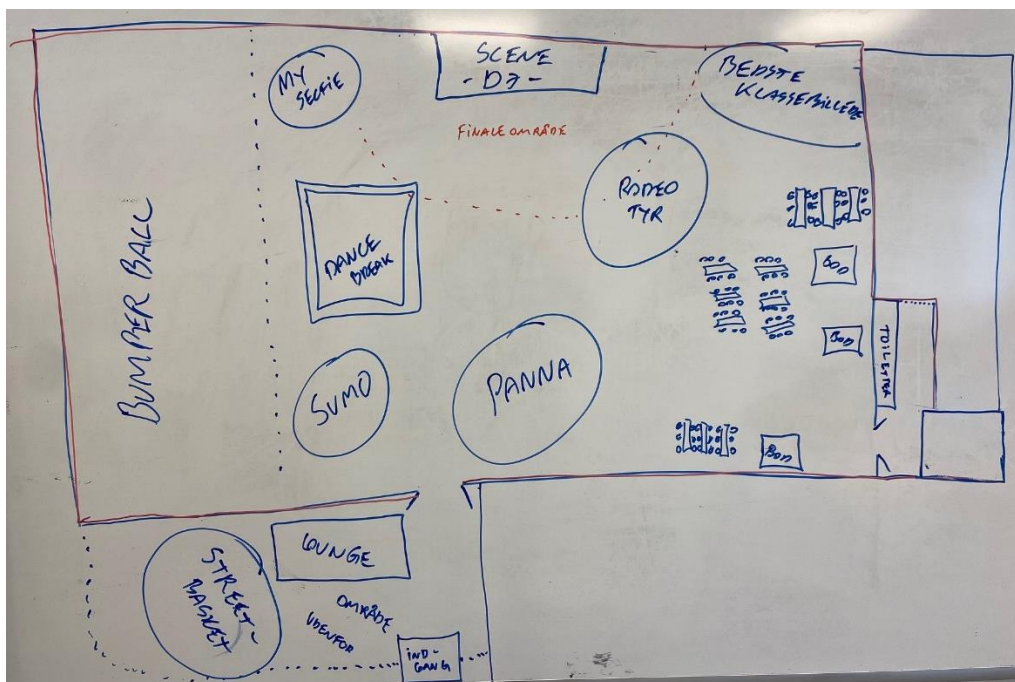 MY
SELFIE
SCENE
- DJ -
BEDSTE
KLASSEBILLEDE
FINALEOMRÅDE
RODEO
TYR
BUMPER BALL
DANCE
BREAK
BOD
BOD
TOILETTER
SUMO
PANNA
BOD
LOUNGE
STREET-
BASKET
OMRÅDE
UDENFOR
IND-
GANG